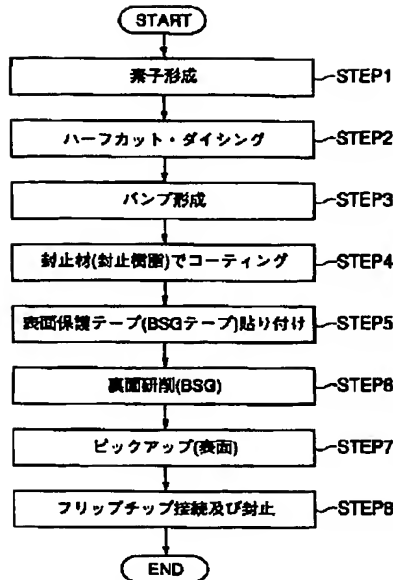 START
素子形成 STEP1
ハーフカット・ダイシング STEP2
バンプ形成 STEP3
封止材(封止樹脂)でコーティング STEP4
表面保護テープ(BSGテープ)貼り付け STEP5
裏面研削(BSG) STEP6
ピックアップ(表面) STEP7
フリップチップ接続及び封止 STEP8
END